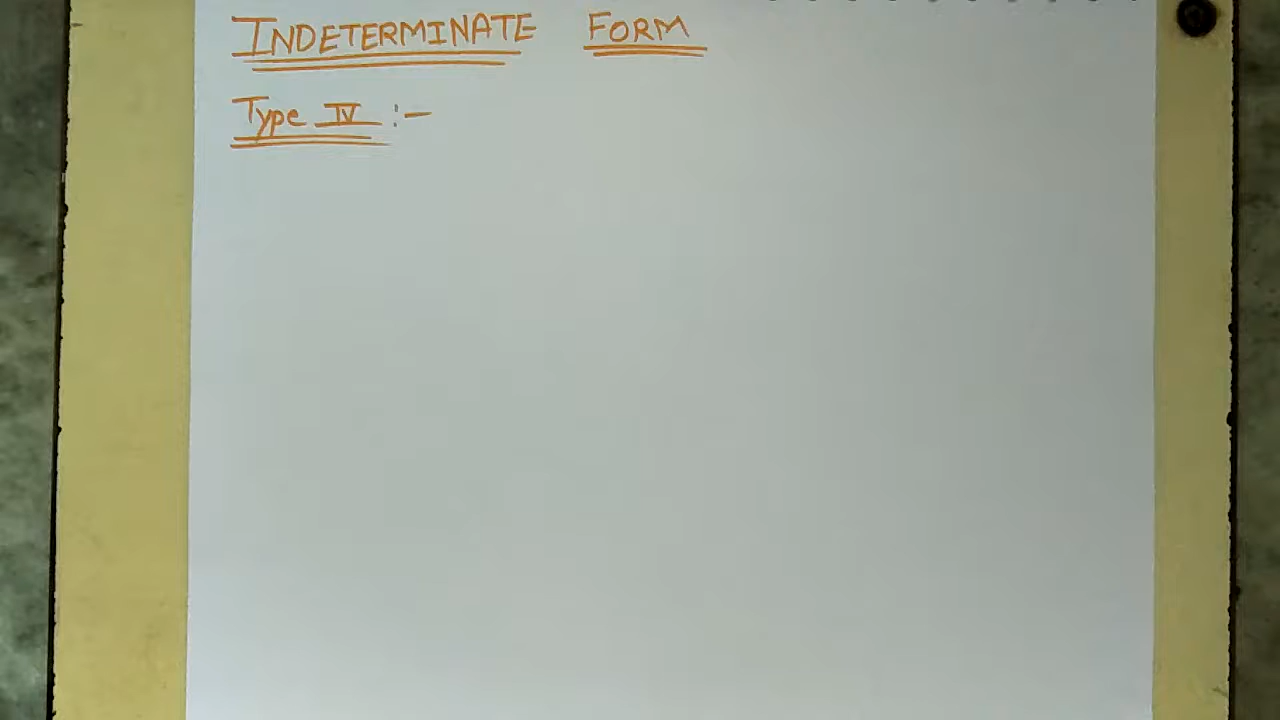 INDETERMINATE FORM
Type IV :-